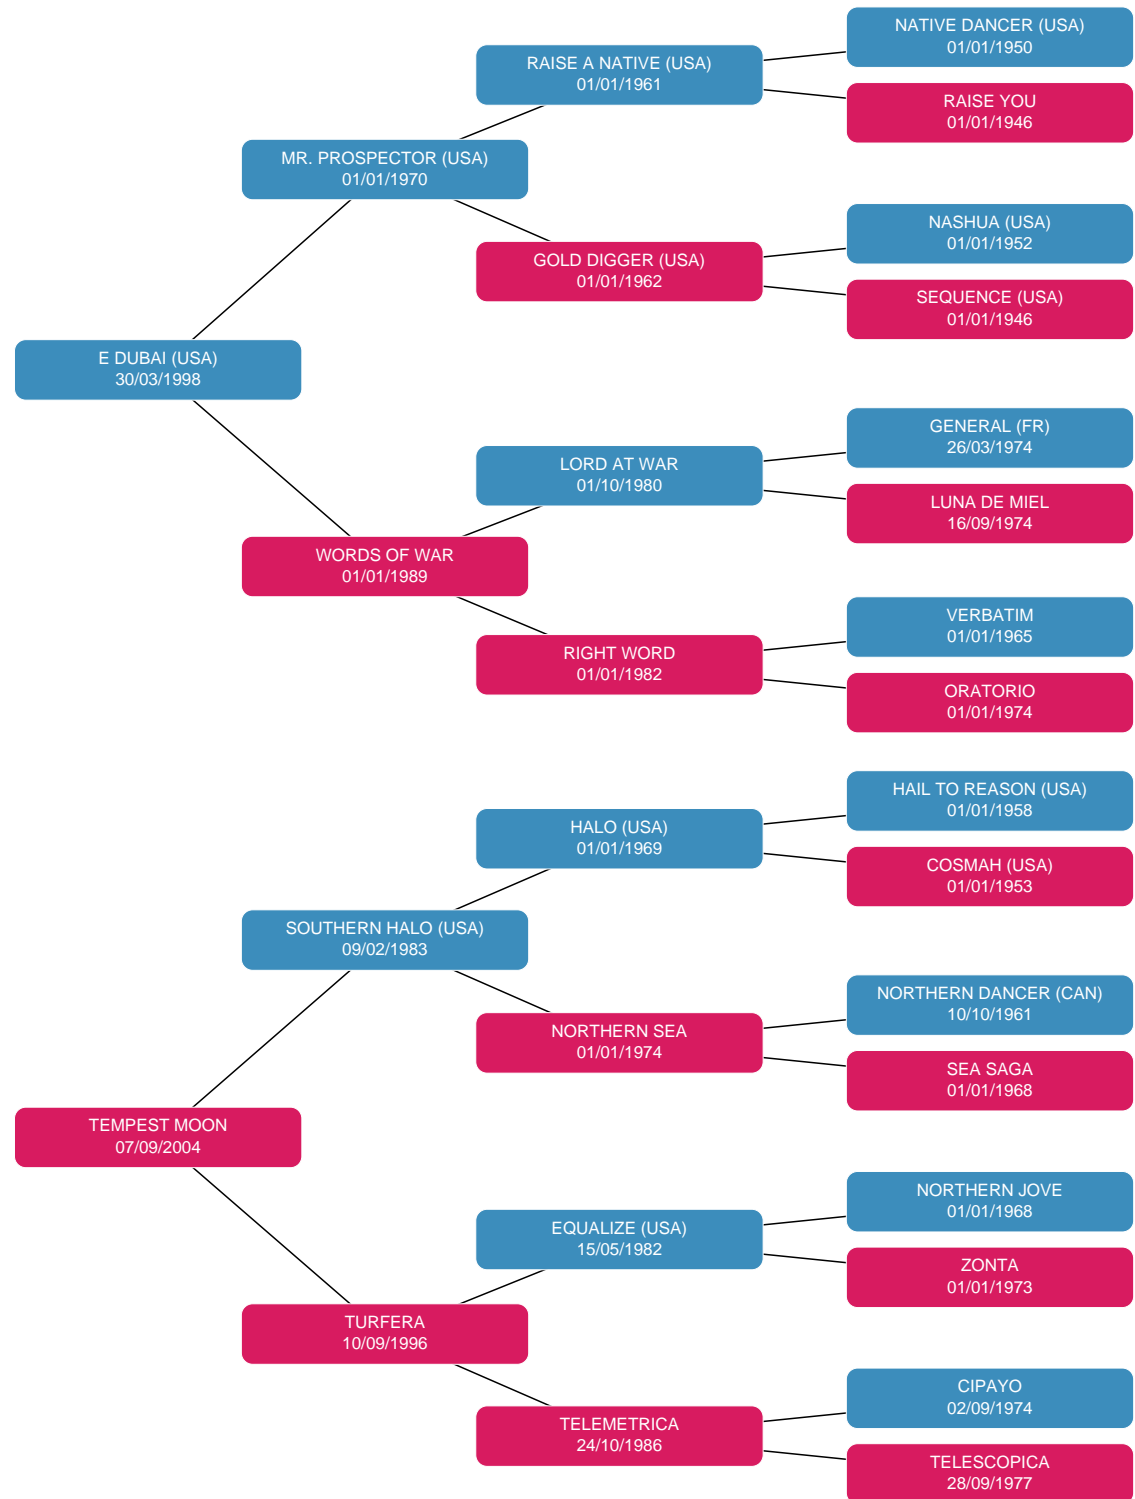 NATIVE DANCER (USA)
01/01/1950
RAISE A NATIVE (USA)
01/01/1961
RAISE YOU
01/01/1946
MR. PROSPECTOR (USA)
01/01/1970
NASHUA (USA)
01/01/1952
GOLD DIGGER (USA)
01/01/1962
SEQUENCE (USA)
01/01/1946
E DUBAI (USA)
30/03/1998
GENERAL (FR)
26/03/1974
LORD AT WAR
01/10/1980
LUNA DE MIEL
16/09/1974
WORDS OF WAR
01/01/1989
VERBATIM
01/01/1965
RIGHT WORD
01/01/1982
ORATORIO
01/01/1974
HAIL TO REASON (USA)
01/01/1958
HALO (USA)
01/01/1969
COSMAH (USA)
01/01/1953
SOUTHERN HALO (USA)
09/02/1983
NORTHERN DANCER (CAN)
10/10/1961
NORTHERN SEA
01/01/1974
SEA SAGA
01/01/1968
TEMPEST MOON
07/09/2004
NORTHERN JOVE
01/01/1968
EQUALIZE (USA)
15/05/1982
ZONTA
01/01/1973
TURFERA
10/09/1996
CIPAYO
02/09/1974
TELEMETRICA
24/10/1986
TELESCOPICA
28/09/1977